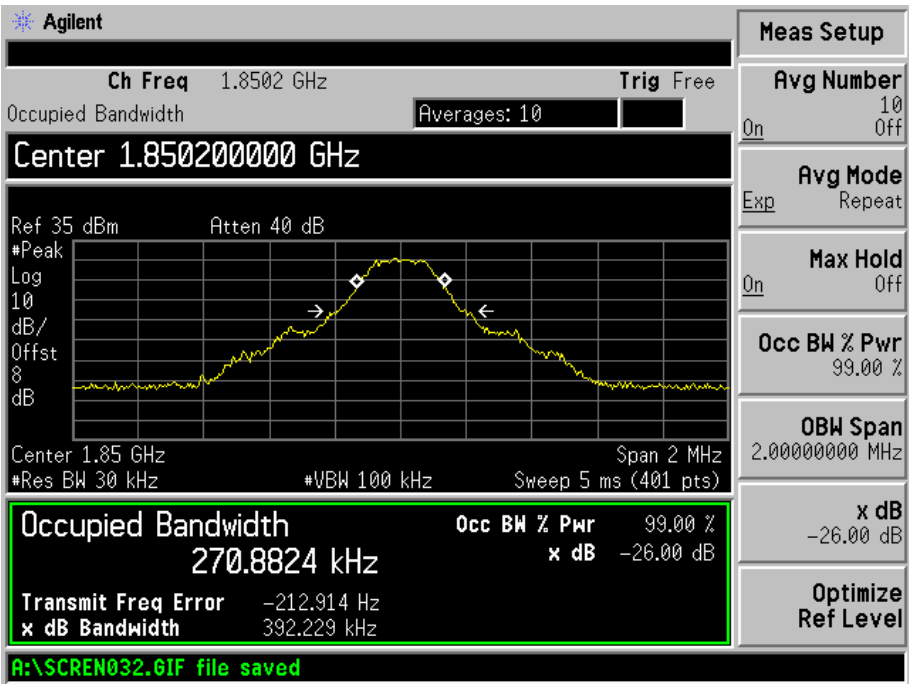 Agilent
Ch Freq 1.8502 GHz Trig Free
Occupied Bandwidth Averages: 10
Center 1.850200000 GHz
Ref 35 dBm Atten 40 dB
#Peak
Log
10
dB/
Offst
8
dB
Center 1.85 GHz Span 2 MHz
#Res BW 30 kHz #VBW 100 kHz Sweep 5 ms (401 pts)
Occupied Bandwidth
270.8824 kHz
Occ BW % Pwr 99.00 %
x dB -26.00 dB
Transmit Freq Error -212.914 Hz
x dB Bandwidth 392.229 kHz
A:\SCREN032.GIF file saved
Meas Setup
Avg Number
10
On Off
Avg Mode
Exp Repeat
Max Hold
On Off
Occ BW % Pwr
99.00 %
OBW Span
2.00000000 MHz
x dB
-26.00 dB
Optimize
Ref Level